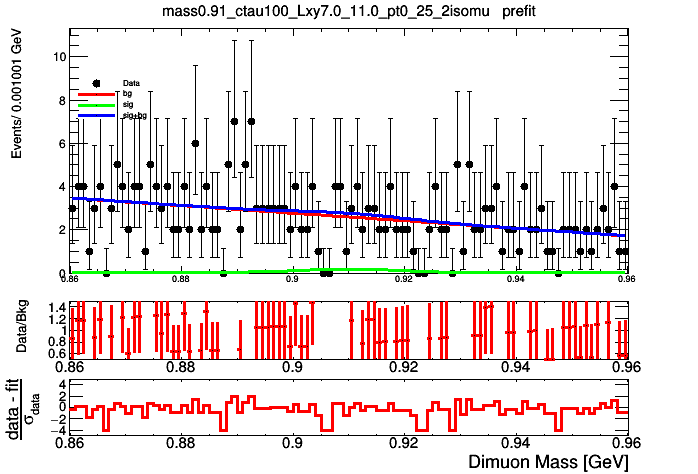 mass0.91_ctau100_Lxy7.0_11.0_pt0_25_2isomu prefit
Events/ 0.001001 GeV
10
8
6
4
2
0
Data
bg
sig
sig+bg
0.86 0.88 0.9 0.92 0.94 0.96
Data/Bkg
1.4
1.2
1
0.8
0.6
0.86 0.88 0.9 0.92 0.94 0.96
data - fit
σdata
4
2
0
−2
−4
0.86 0.88 0.9 0.92 0.94 0.96
Dimuon Mass [GeV]